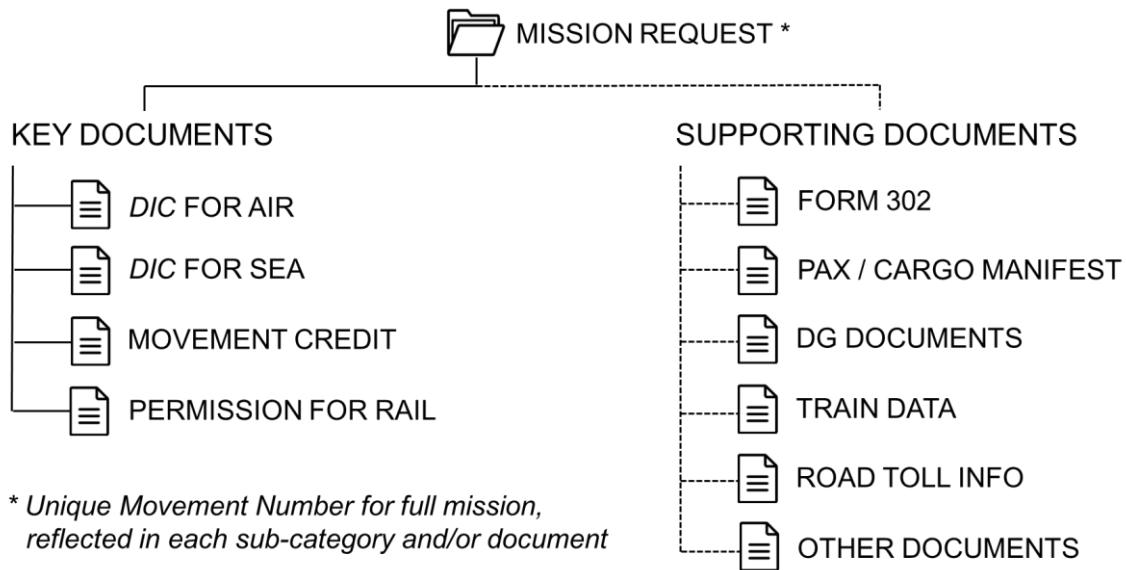 MISSION REQUEST *
KEY DOCUMENTS
DIC FOR AIR
DIC FOR SEA
MOVEMENT CREDIT
PERMISSION FOR RAIL
* Unique Movement Number for full mission,
reflected in each sub-category and/or document
SUPPORTING DOCUMENTS
FORM 302
PAX / CARGO MANIFEST
DG DOCUMENTS
TRAIN DATA
ROAD TOLL INFO
OTHER DOCUMENTS